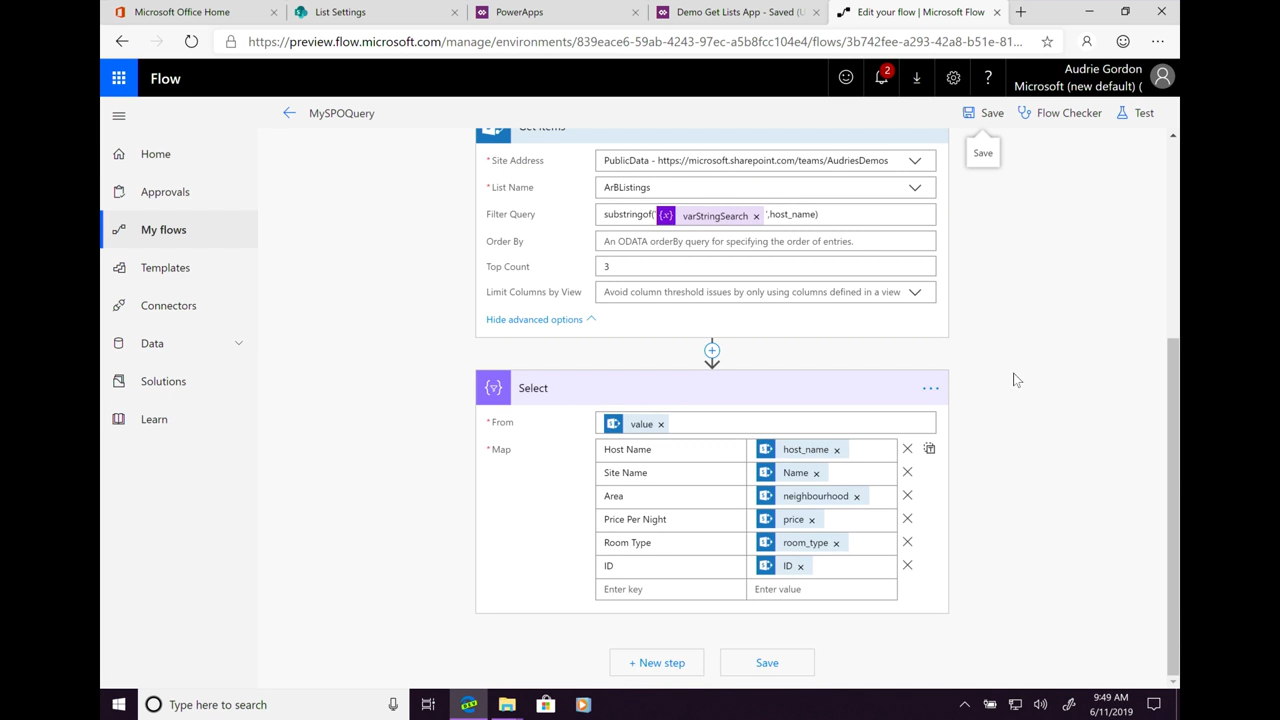 Microsoft Office Home
List Settings
PowerApps
Demo Get Lists App - Saved (U
Edit your flow | Microsoft Flow
https://preview.flow.microsoft.com/manage/environments/839eace6-59ab-4243-97ec-a5b8fcc104e4/flows/3b742fee-a293-42a8-b51e-81...
Flow
2
Audrie Gordon
Microsoft (new default) (
MySPOQuery
Save
Flow Checker
Test
Save
Home
Approvals
My flows
Templates
Connectors
Data
Solutions
Learn
Get items
* Site Address PublicData - https://microsoft.sharepoint.com/teams/AudriesDemos
* List Name ArBListings
Filter Query substringof(' {x} varStringSearch × ',host_name)
Order By An ODATA orderBy query for specifying the order of entries.
Top Count 3
Limit Columns by View Avoid column threshold issues by only using columns defined in a view
Hide advanced options
Select
* From value ×
* Map Host Name host_name ×
Site Name Name ×
Area neighbourhood ×
Price Per Night price ×
Room Type room_type ×
ID ID ×
Enter key Enter value
+ New step Save
Type here to search
9:49 AM
6/11/2019